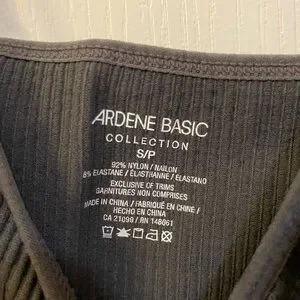 ARDENE BASIC
COLLECTION
S/P
92% NYLON / NAILON
8% ELASTANE / ÉLASTHANNE / ELASTANO
EXCLUSIVE OF TRIMS
GARNITURES NON COMPRISES
MADE IN CHINA / FABRIQUÉ EN CHINE /
HECHO EN CHINA
CA 21099 / RN 148061